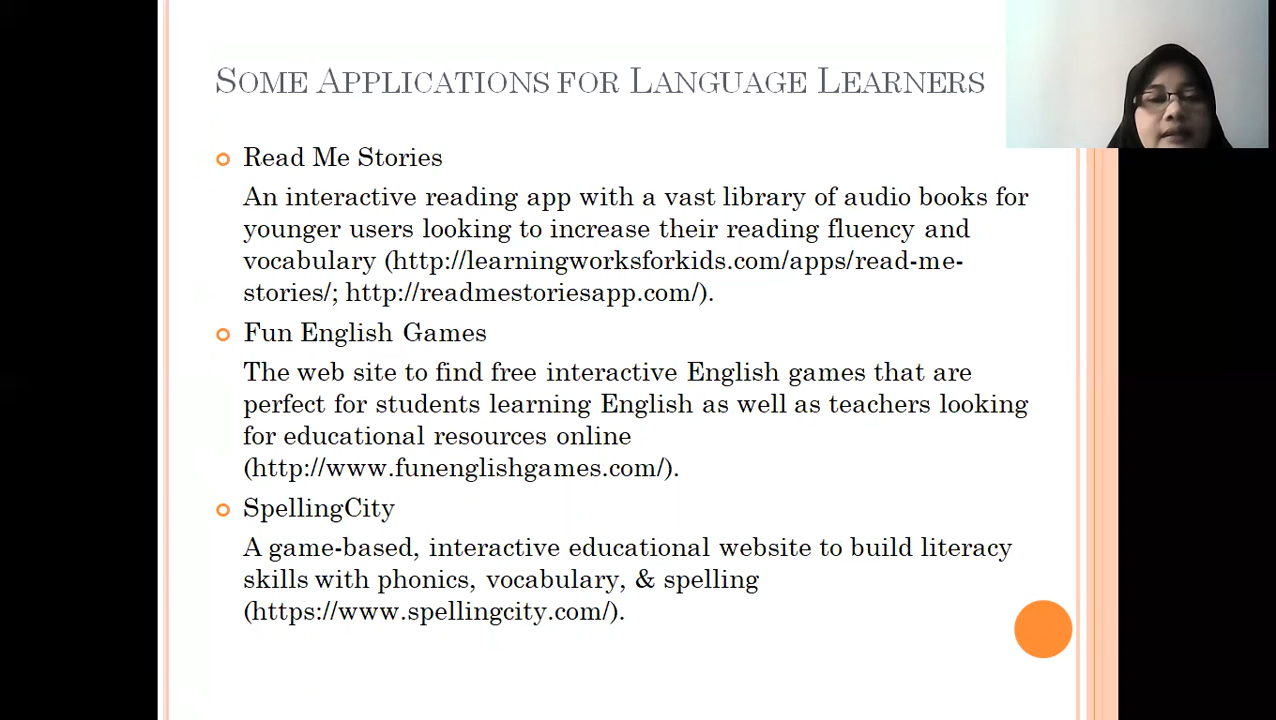 SOME APPLICATIONS FOR LANGUAGE LEARNERS
Read Me Stories
An interactive reading app with a vast library of audio books for
younger users looking to increase their reading fluency and
vocabulary (http://learningworksforkids.com/apps/read-me-
stories/; http://readmestoriesapp.com/).
Fun English Games
The web site to find free interactive English games that are
perfect for students learning English as well as teachers looking
for educational resources online
(http://www.funenglishgames.com/).
SpellingCity
A game-based, interactive educational website to build literacy
skills with phonics, vocabulary, & spelling
(https://www.spellingcity.com/).